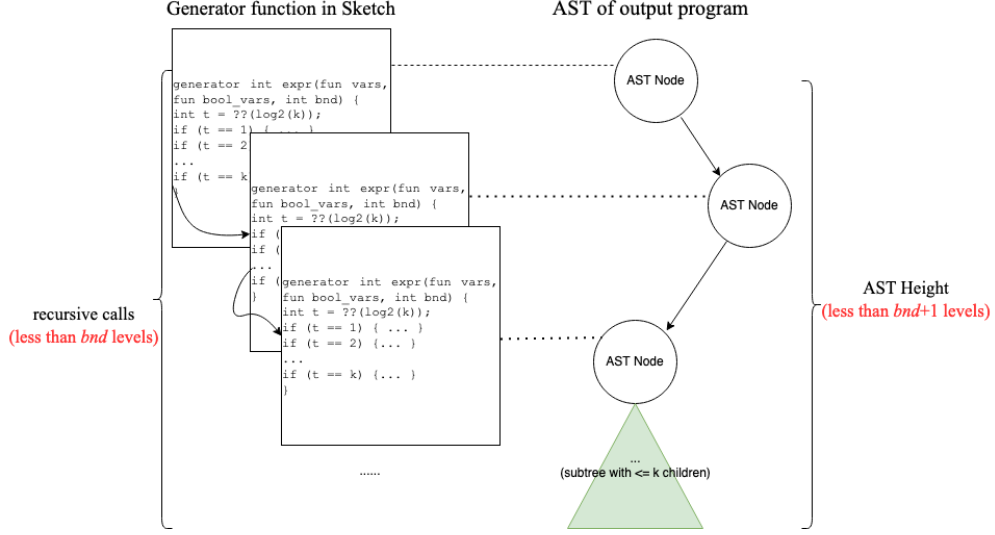 Generator function in Sketch
AST of output program
generator int expr(fun vars,
fun bool_vars, int bnd) {
int t = ??(log2(k));
if (t == 1) { ... }
if (t == 2
...
if (t == k
}
generator int expr(fun vars,
fun bool_vars, int bnd) {
int t = ??(log2(k));
if (
if (
...
if (
}
generator int expr(fun vars,
fun bool_vars, int bnd) {
int t = ??(log2(k));
if (t == 1) { ... }
if (t == 2) {... }
...
if (t == k) {... }
}
......
recursive calls
(less than bnd levels)
AST Node
AST Node
AST Node
...
(subtree with <= k children)
AST Height
(less than bnd+1 levels)